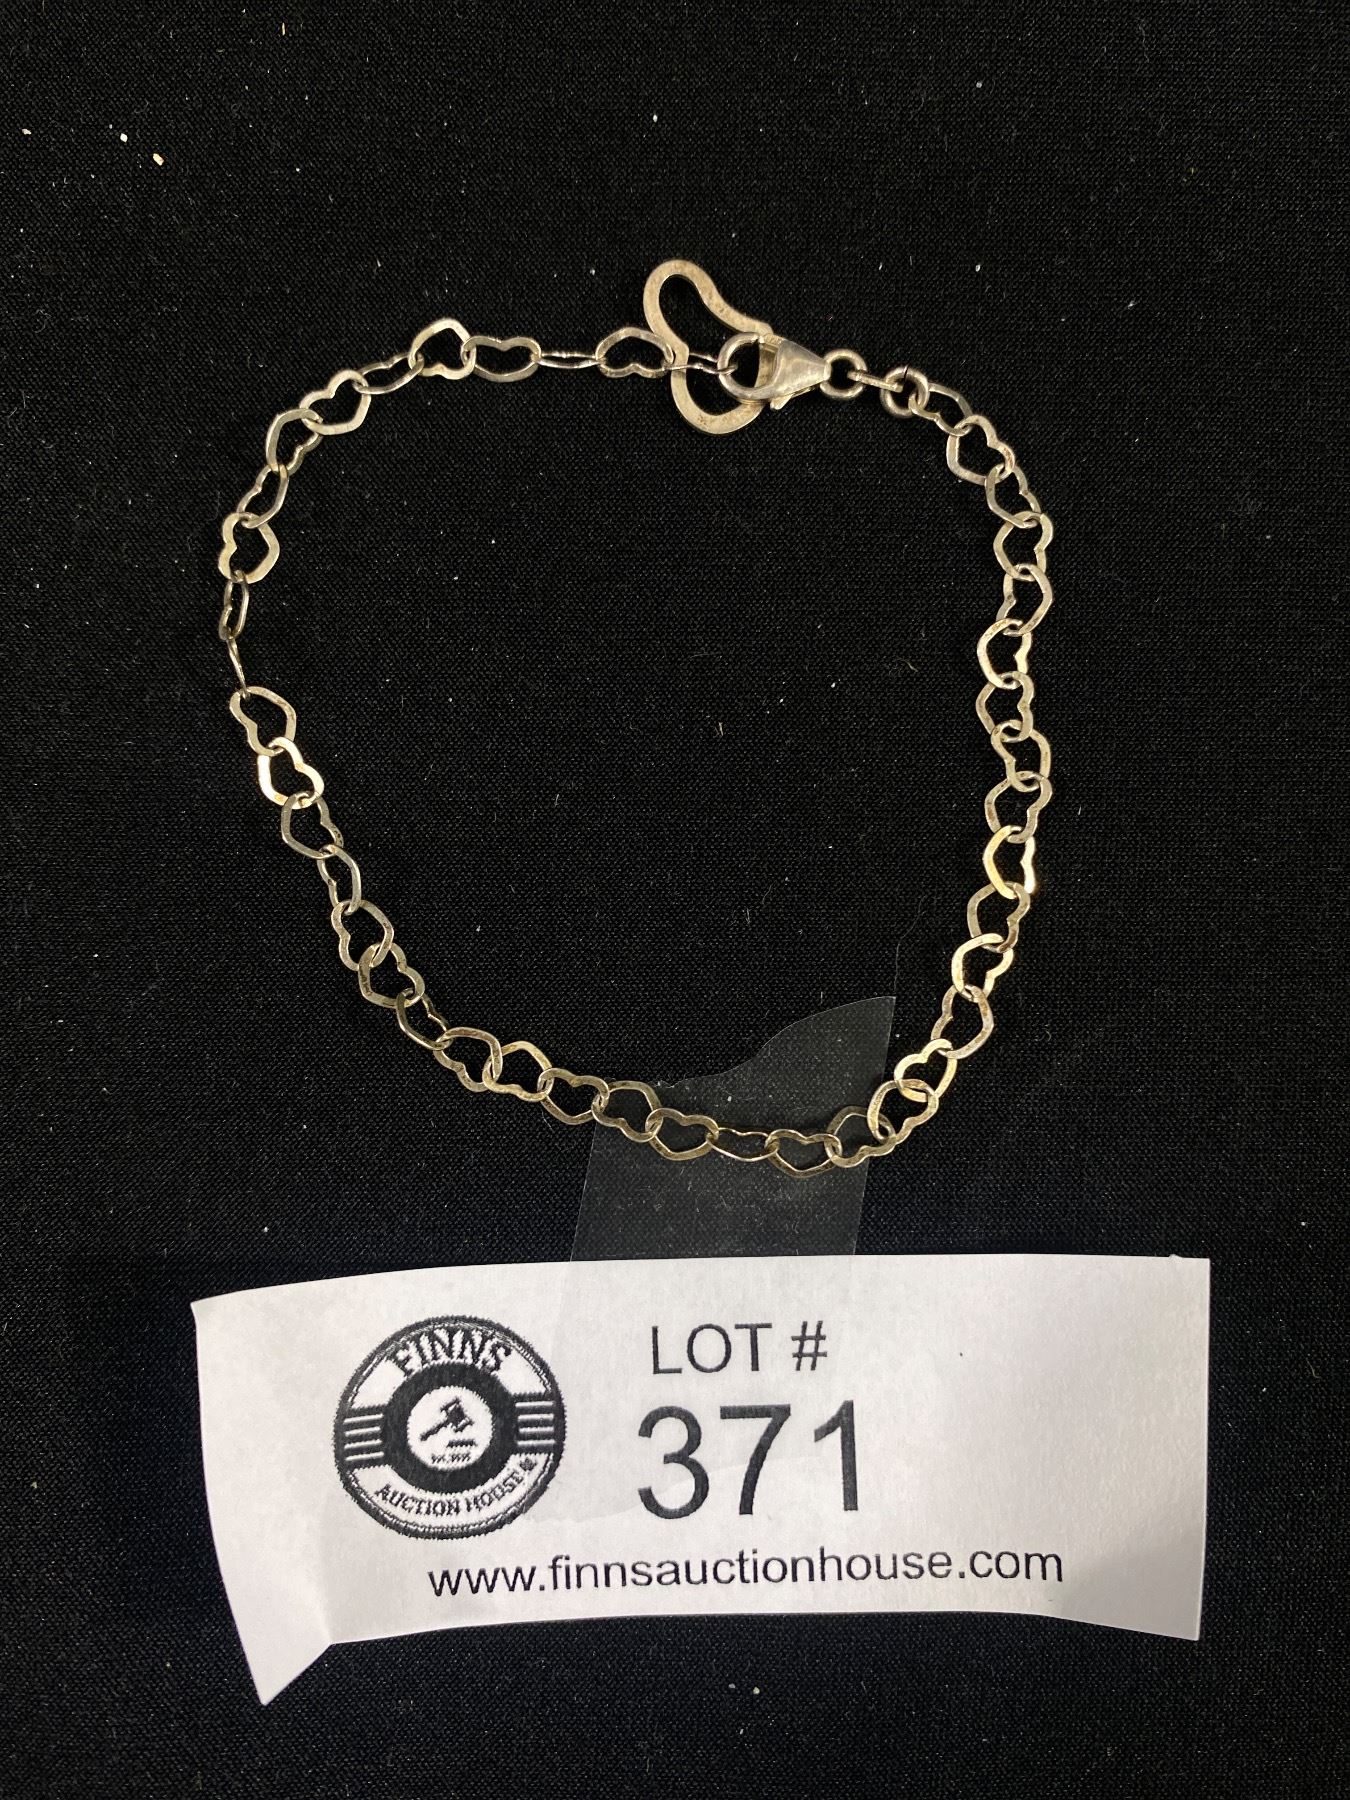 FINNS
AUCTION HOUSE
LOT #
371
www.finnsauctionhouse.com